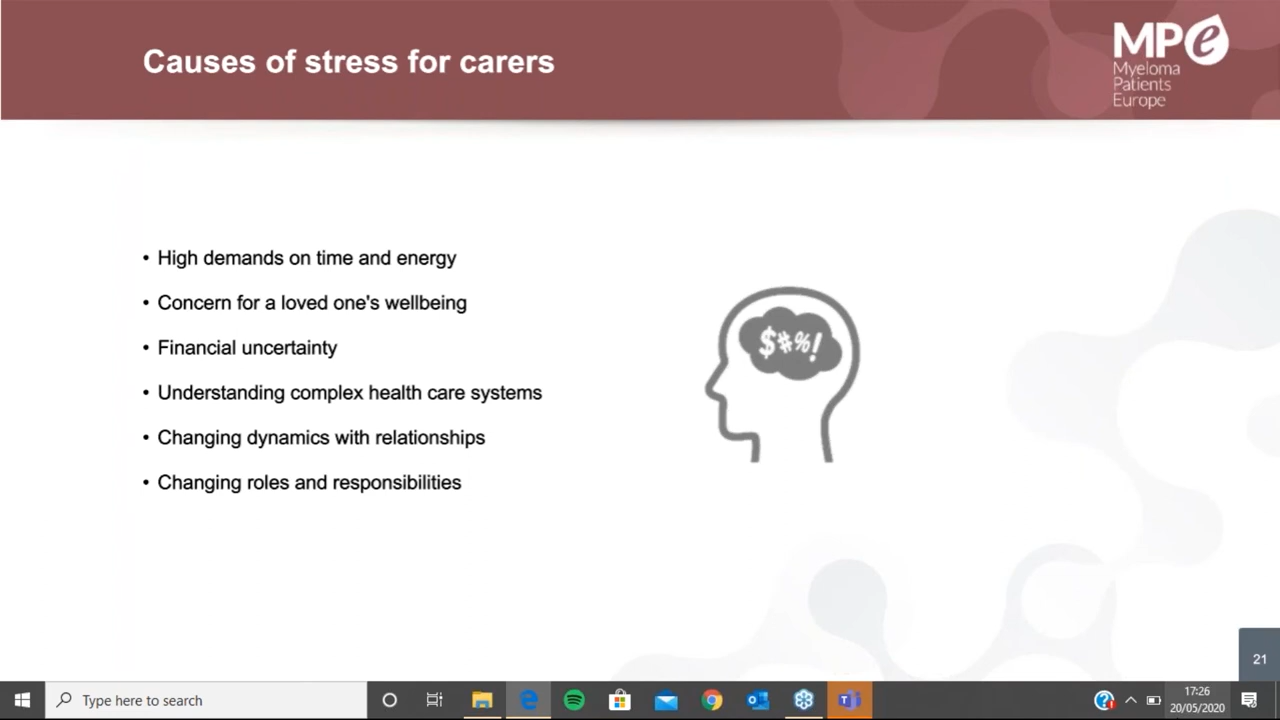 Causes of stress for carers
MPe
Myeloma
Patients
Europe
• High demands on time and energy
• Concern for a loved one's wellbeing
• Financial uncertainty
• Understanding complex health care systems
• Changing dynamics with relationships
• Changing roles and responsibilities
$#%!
21
Type here to search
17:26
20/05/2020